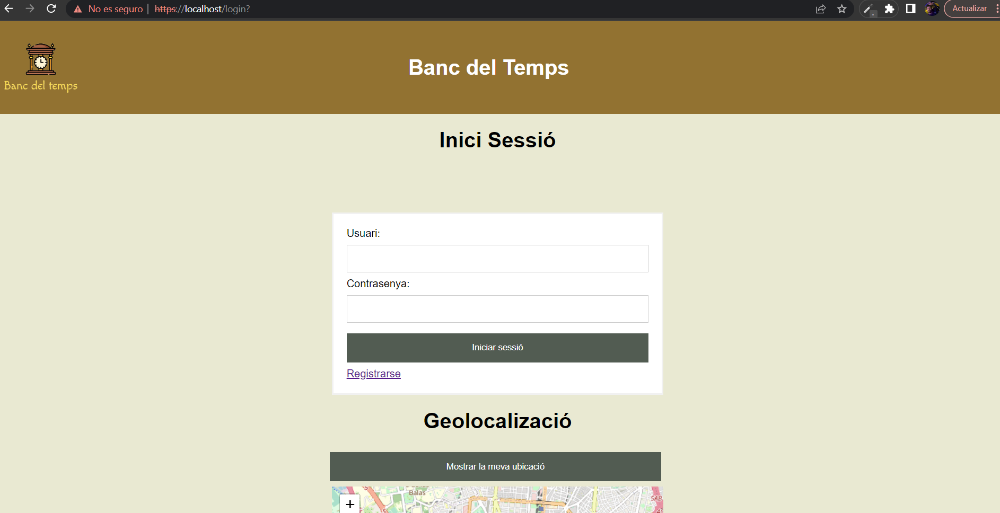 No es seguro | https://localhost/login?
Actualizar
Banc del temps
Banc del Temps
Inici Sessió
Usuari:
Contrasenya:
Iniciar sessió
Registrarse
Geolocalizació
Mostrar la meva ubicació
Balas
+
SAB